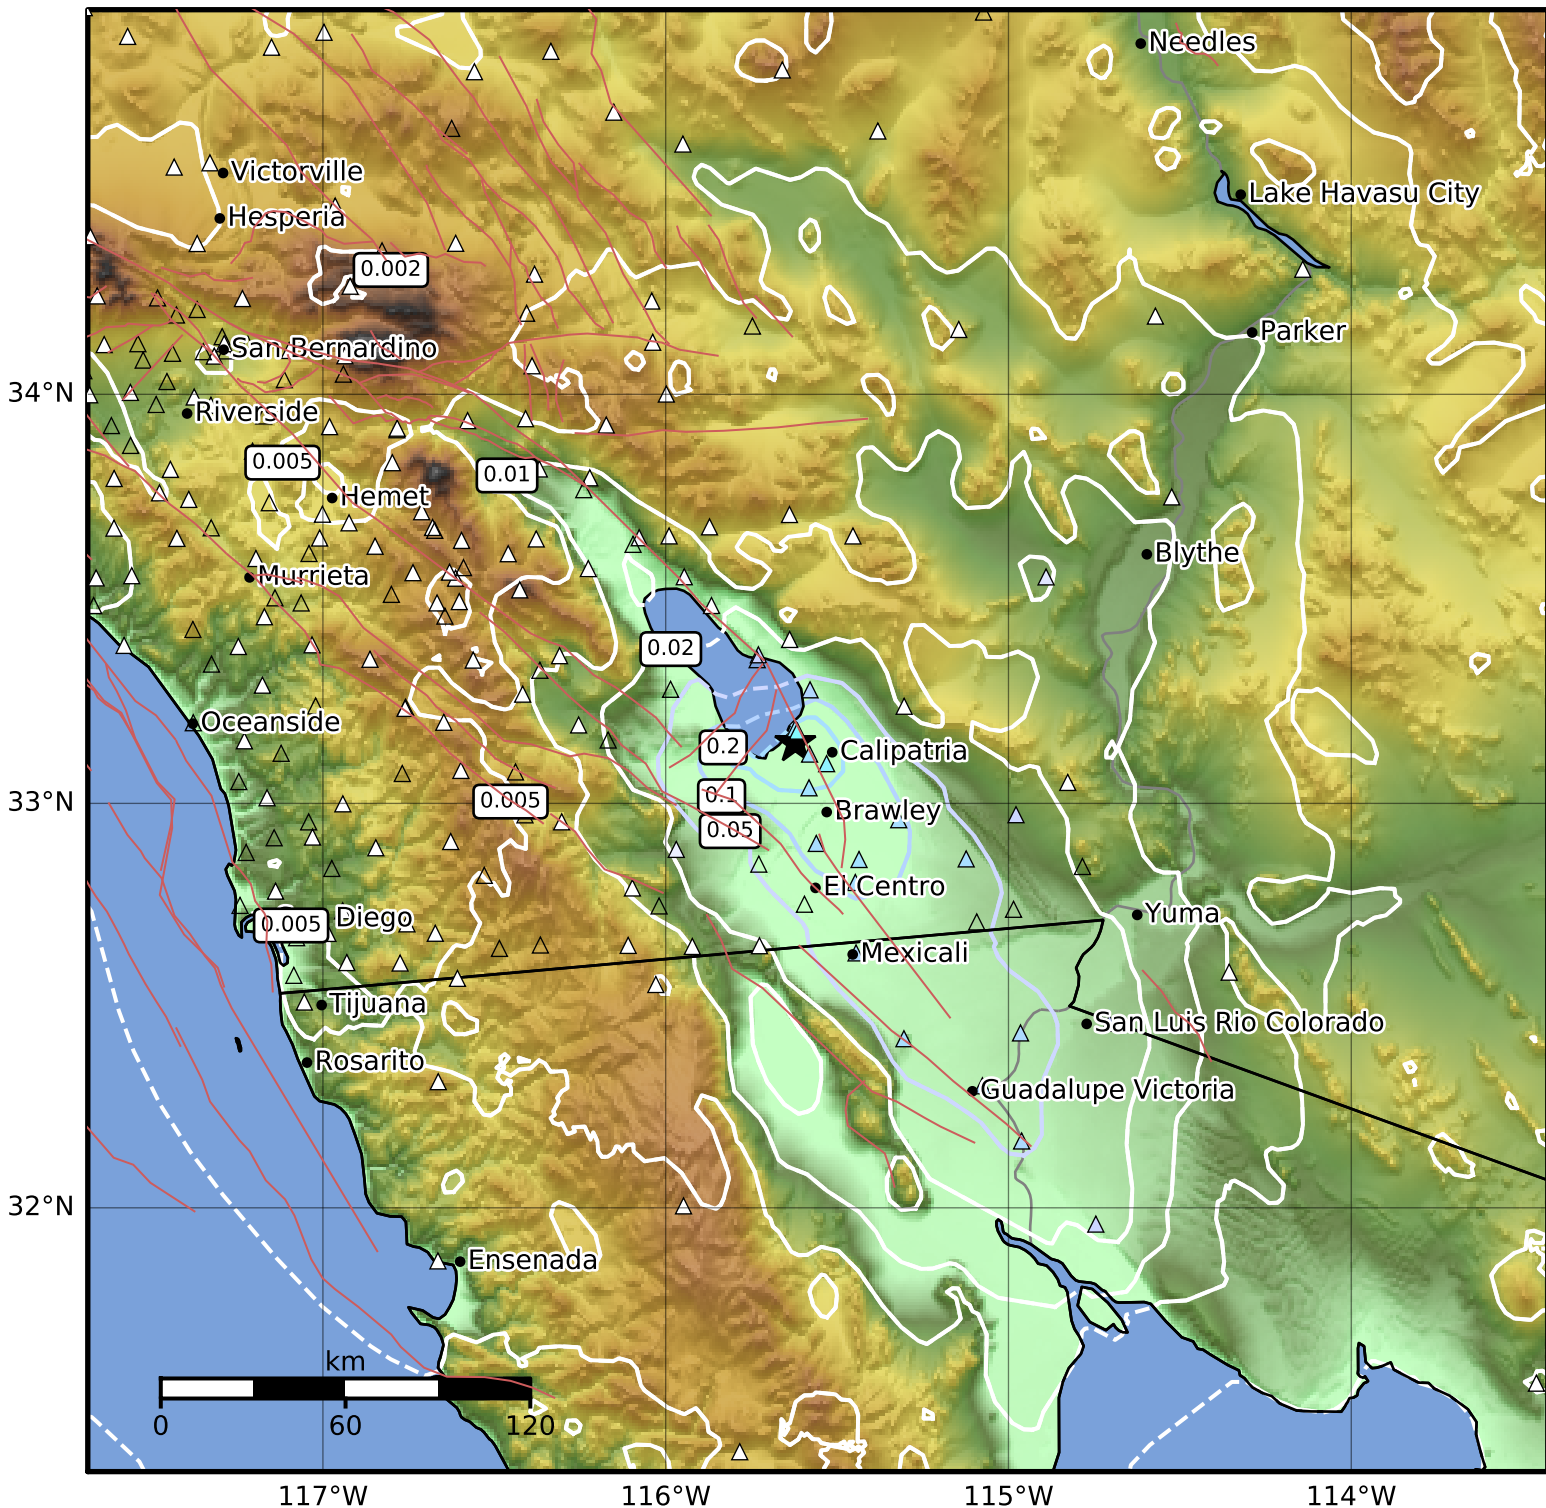 Needles
Victorville
Lake Havasu City
Hesperia
0.002
Parker
San Bernardino
34°N
Riverside
0.005
0.01
Hemet
Blythe
Murrieta
0.02
Oceanside
0.2
Calipatria
33°N
0.005
0.1
Brawley
0.05
El Centro
0.005
Diego
Yuma
Mexicali
Tijuana
San Luis Rio Colorado
Rosarito
Guadalupe Victoria
32°N
Ensenada
km
0 60 120
117°W 116°W 115°W 114°W